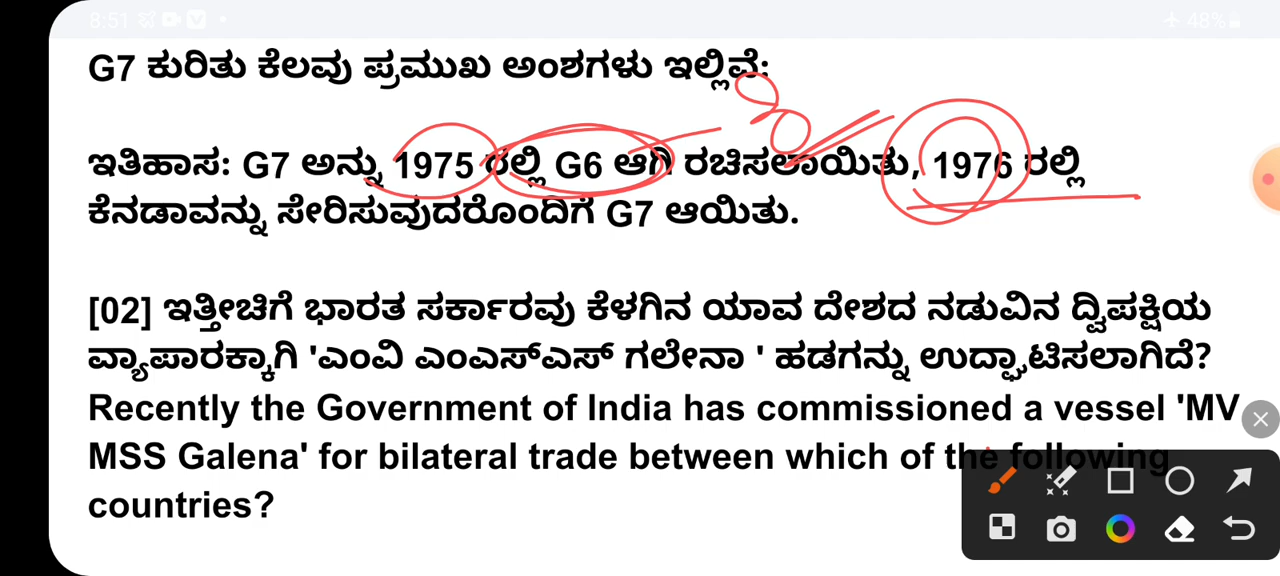 8:51
48%
G7 ಕುರಿತು ಕೆಲವು ಪ್ರಮುಖ ಅಂಶಗಳು ಇಲ್ಲಿವೆ:
ಇತಿಹಾಸ: G7 ಅನ್ನು 1975 ರಲ್ಲಿ G6 ಆಗಿ ರಚಿಸಲಾಯಿತು, 1976 ರಲ್ಲಿ
ಕೆನಡಾವನ್ನು ಸೇರಿಸುವುದರೊಂದಿಗೆ G7 ಆಯಿತು.
[02] ಇತ್ತೀಚಿಗೆ ಭಾರತ ಸರ್ಕಾರವು ಕೆಳಗಿನ ಯಾವ ದೇಶದ ನಡುವಿನ ದ್ವಿಪಕ್ಷಿಯ
ವ್ಯಾಪಾರಕ್ಕಾಗಿ 'ಎಂವಿ ಎಂಎಸ್ಎಸ್ ಗಲೇನಾ ' ಹಡಗನ್ನು ಉದ್ಘಾಟಿಸಲಾಗಿದೆ?
Recently the Government of India has commissioned a vessel 'MV
MSS Galena' for bilateral trade between which of the following
countries?